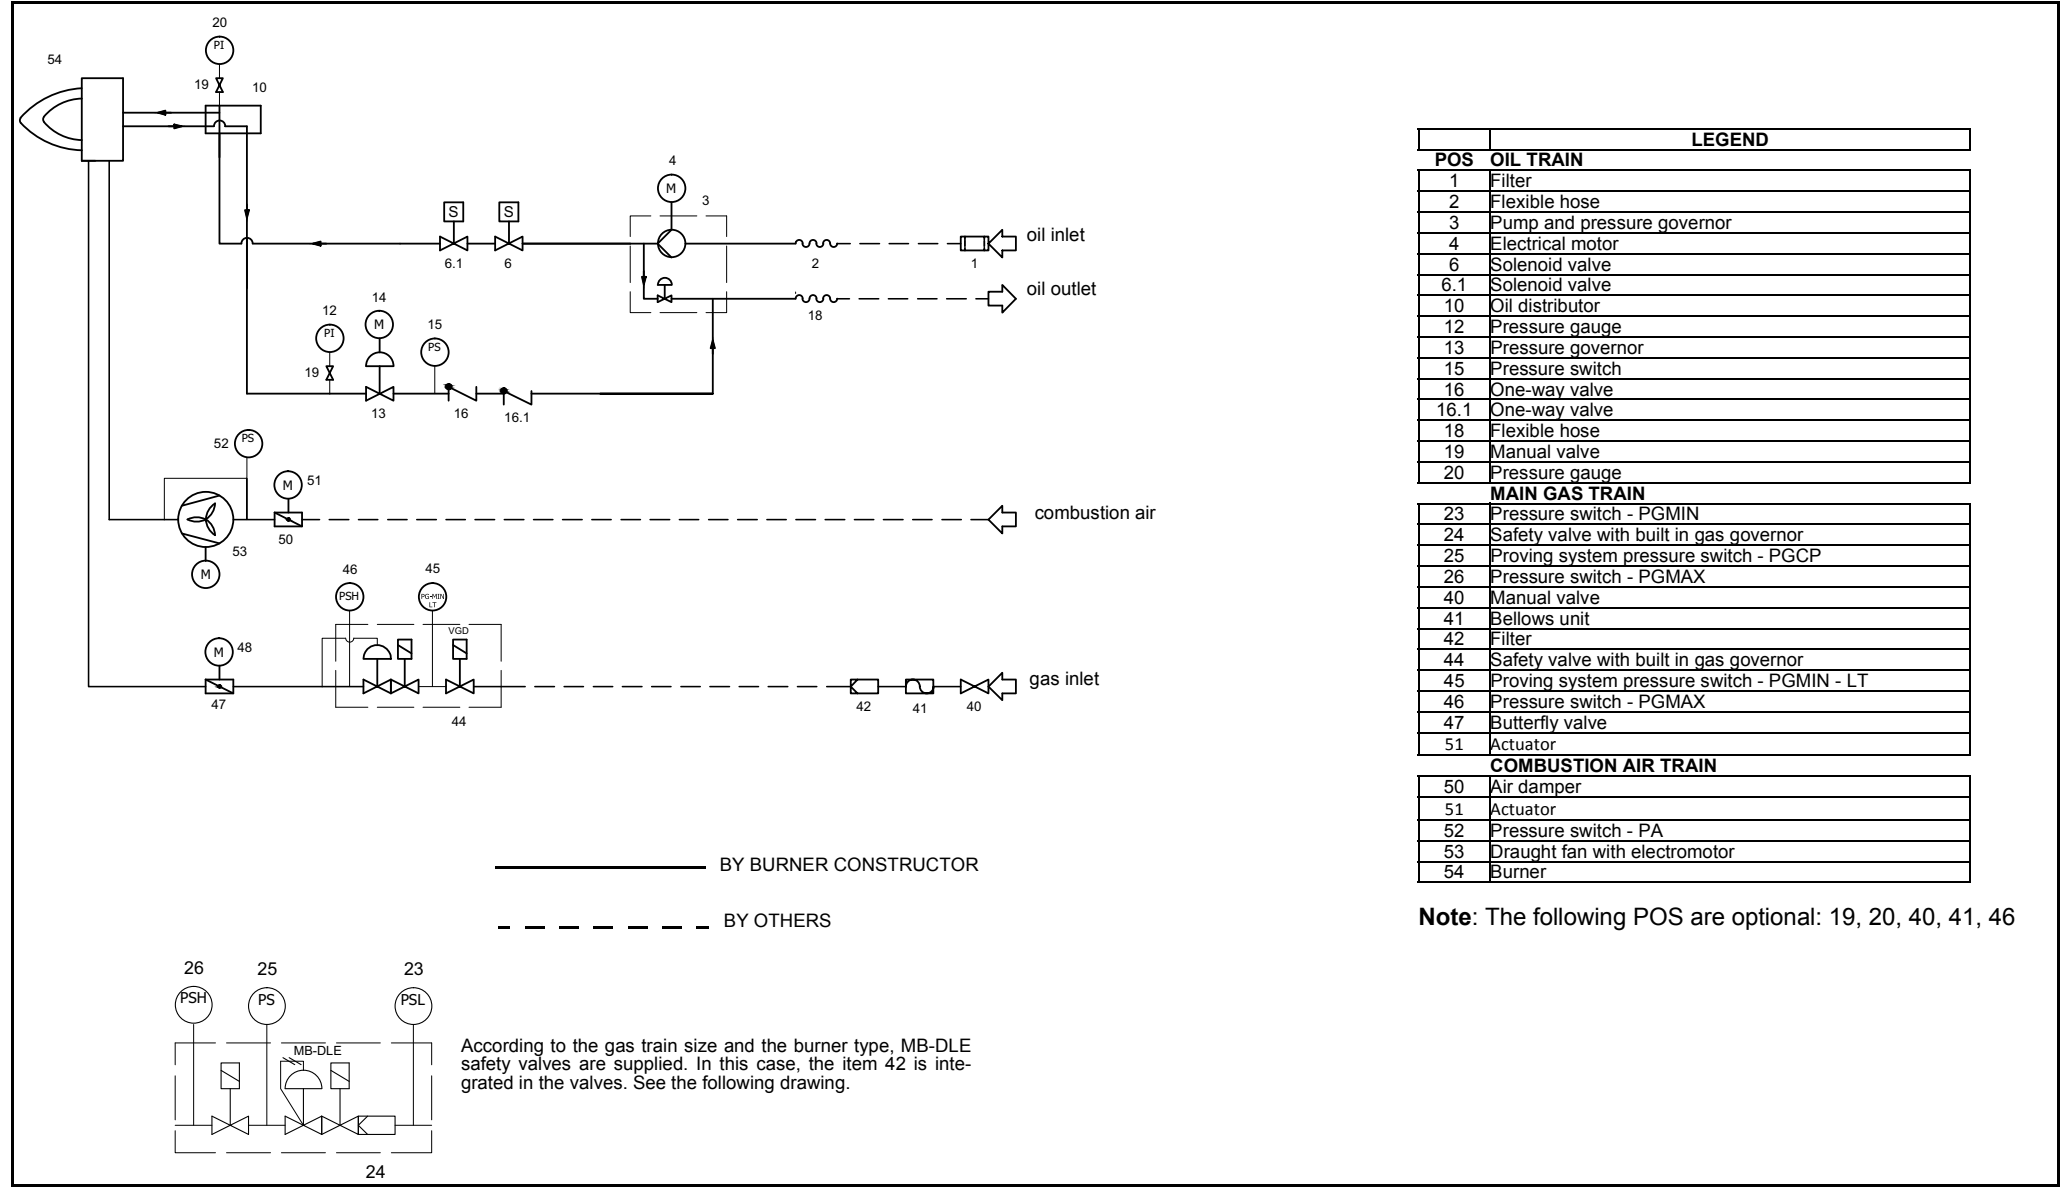 20
PI
54
19
10
4
M
3
S
S
oil inlet
6.1
6
2
1
oil outlet
14
M
12
PI
15
PS
18
19
13
16
16.1
52
PS
M
51
combustion air
50
53
M
46
45
PSH
PG-MIN
LT
VGD
M
48
gas inlet
47
44
42
41
40
BY BURNER CONSTRUCTOR
BY OTHERS
26
25
23
PSH
PS
PSL
MB-DLE
24
According to the gas train size and the burner type, MB-DLE
safety valves are supplied. In this case, the item 42 is inte-
grated in the valves. See the following drawing.
LEGEND
POS OIL TRAIN
1 Filter
2 Flexible hose
3 Pump and pressure governor
4 Electrical motor
6 Solenoid valve
6.1 Solenoid valve
10 Oil distributor
12 Pressure gauge
13 Pressure governor
15 Pressure switch
16 One-way valve
16.1 One-way valve
18 Flexible hose
19 Manual valve
20 Pressure gauge
MAIN GAS TRAIN
23 Pressure switch - PGMIN
24 Safety valve with built in gas governor
25 Proving system pressure switch - PGCP
26 Pressure switch - PGMAX
40 Manual valve
41 Bellows unit
42 Filter
44 Safety valve with built in gas governor
45 Proving system pressure switch - PGMIN - LT
46 Pressure switch - PGMAX
47 Butterfly valve
51 Actuator
COMBUSTION AIR TRAIN
50 Air damper
51 Actuator
52 Pressure switch - PA
53 Draught fan with electromotor
54 Burner
Note: The following POS are optional: 19, 20, 40, 41, 46